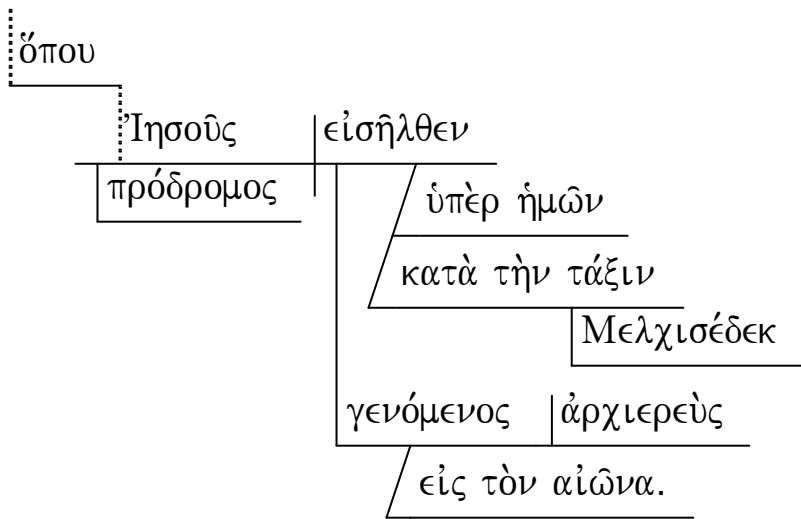 ὅπου
Ἰησοῦς εἰσῆλθεν
πρόδρομος
ὑπὲρ ἡμῶν
κατὰ τὴν τάξιν
Μελχισέδεκ
γενόμενος ἀρχιερεὺς
εἰς τὸν αἰῶνα.